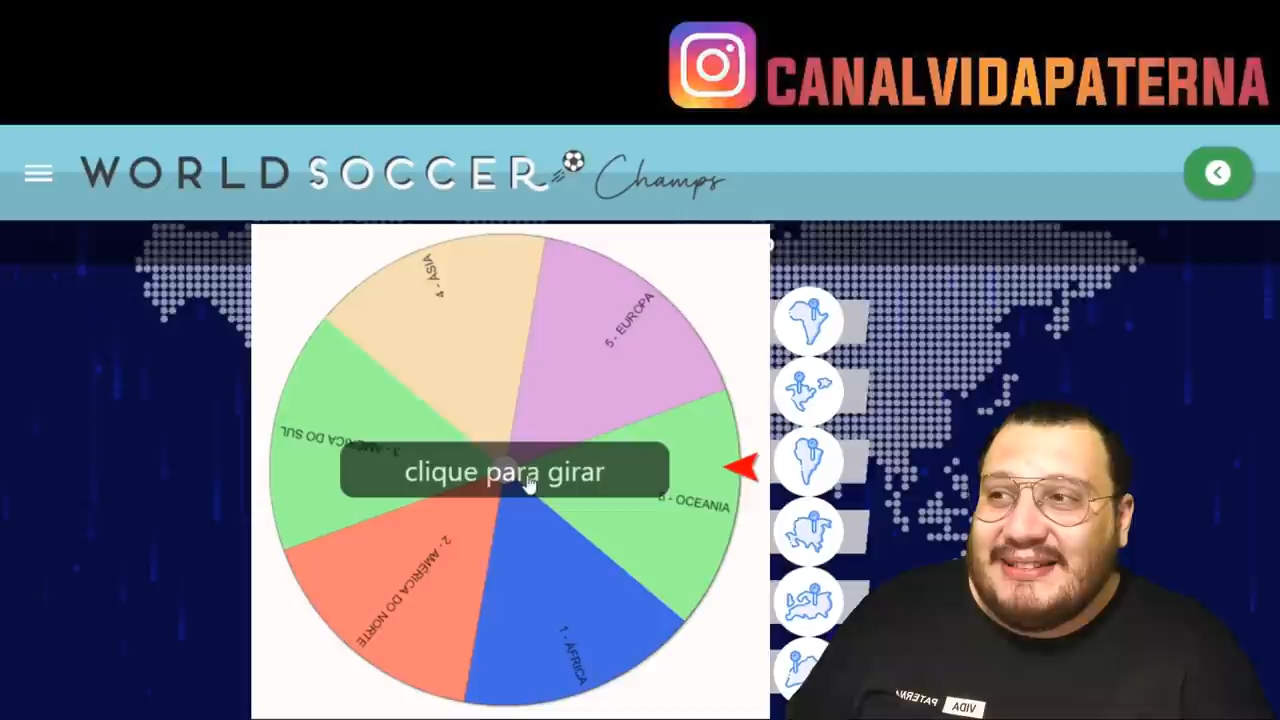 CANALVIDAPATERNA
WORLD SOCCER Champs
4 - ÁSIA
5 - EUROPA
3 - AMÉRICA DO SUL
clique para girar
6 - OCEANIA
2 - AMÉRICA DO NORTE
1 - ÁFRICA
VIDA PATERNA